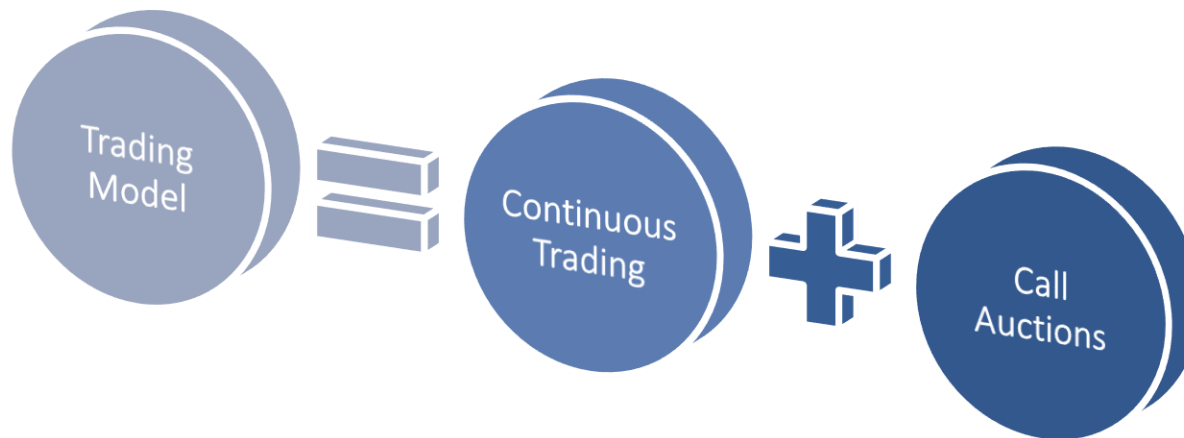 Trading
Model
=
Continuous
Trading
+
Call
Auctions